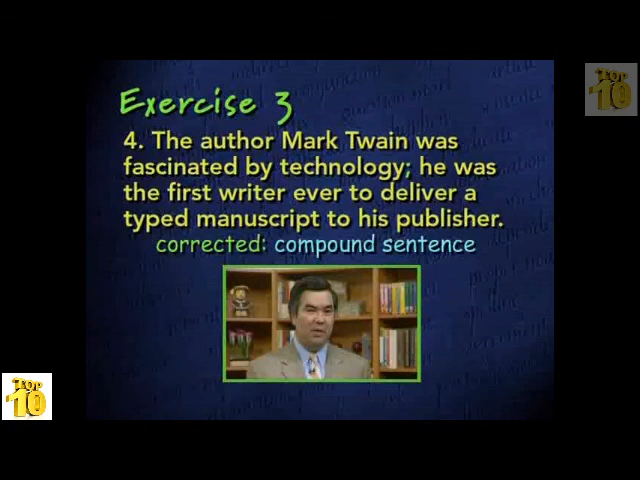 Exercise 3
4. The author Mark Twain was
fascinated by technology; he was
the first writer ever to deliver a
typed manuscript to his publisher.
corrected: compound sentence
TOP
10
TOP
10